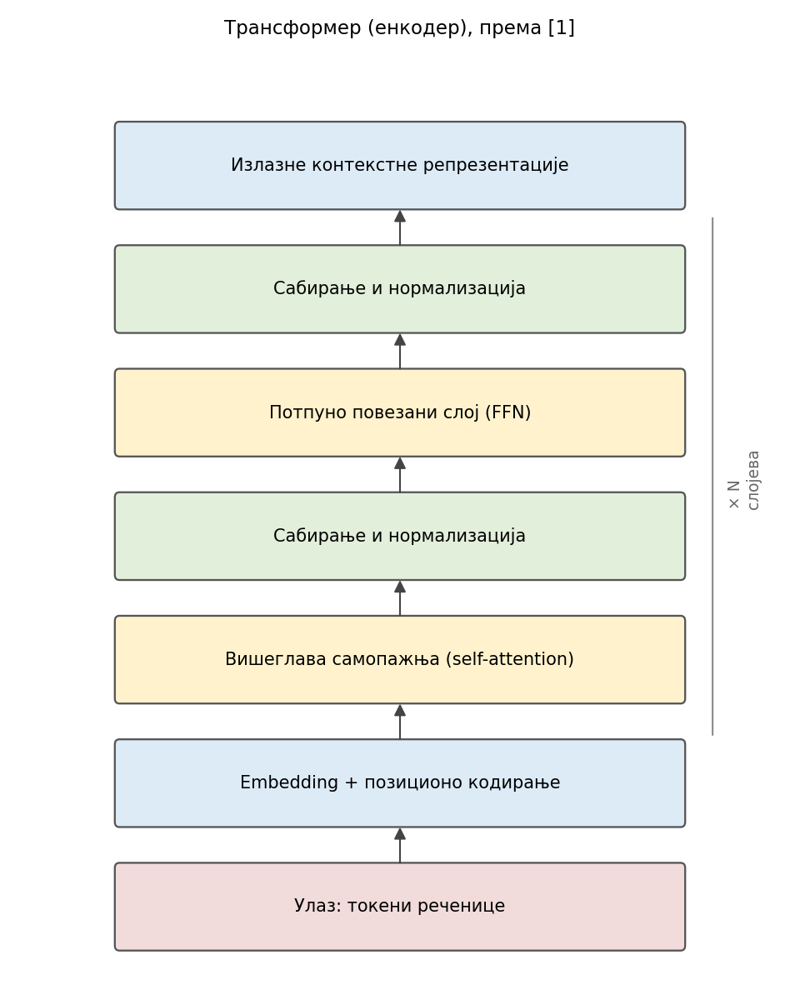 Трансформер (енкодер), према [1]
Излазне контекстне репрезентације
Сабирање и нормализација
Потпуно повезани слој (FFN)
Сабирање и нормализација
Вишеглава самопажња (self-attention)
Embedding + позиционо кодирање
Улаз: токени реченице
× N
слојева